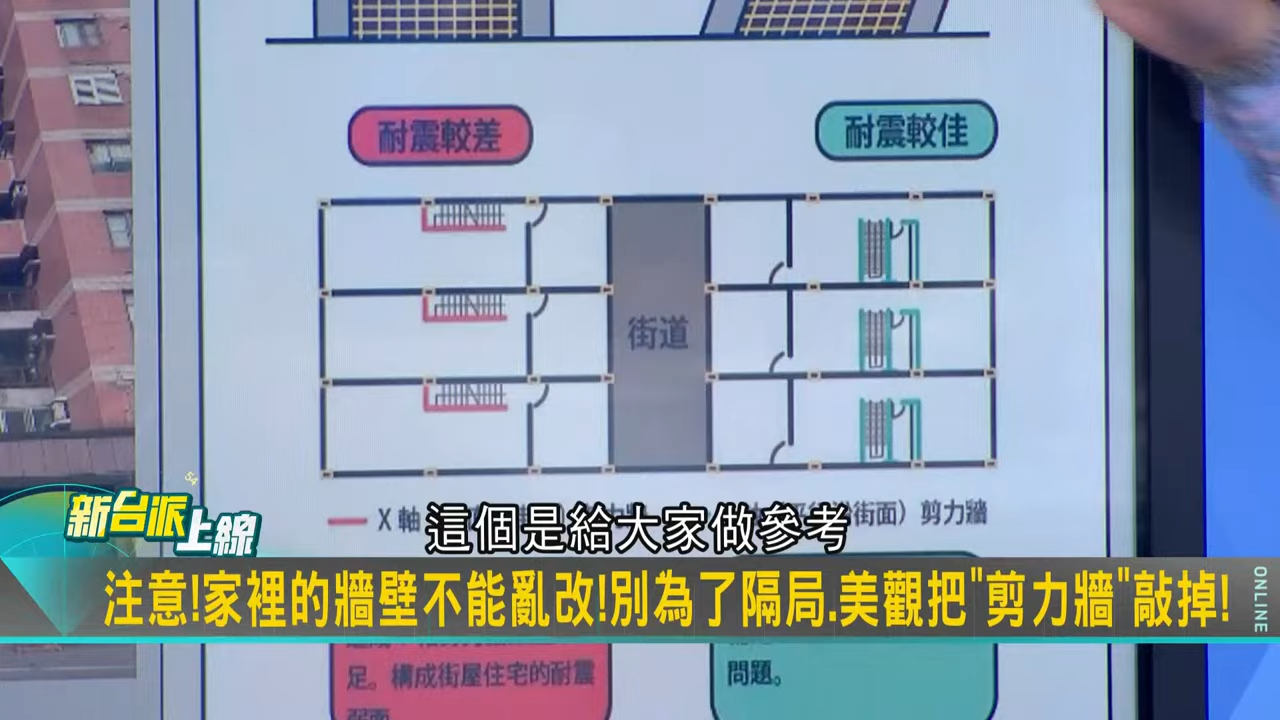 耐震較差
耐震較佳
街道
X 軸
街面）剪力牆
這個是給大家做參考
新台派
上線
注意!家裡的牆壁不能亂改!別為了隔局.美觀把"剪力牆"敲掉!
ONLINE
足。構成街屋住宅的耐震
問題。